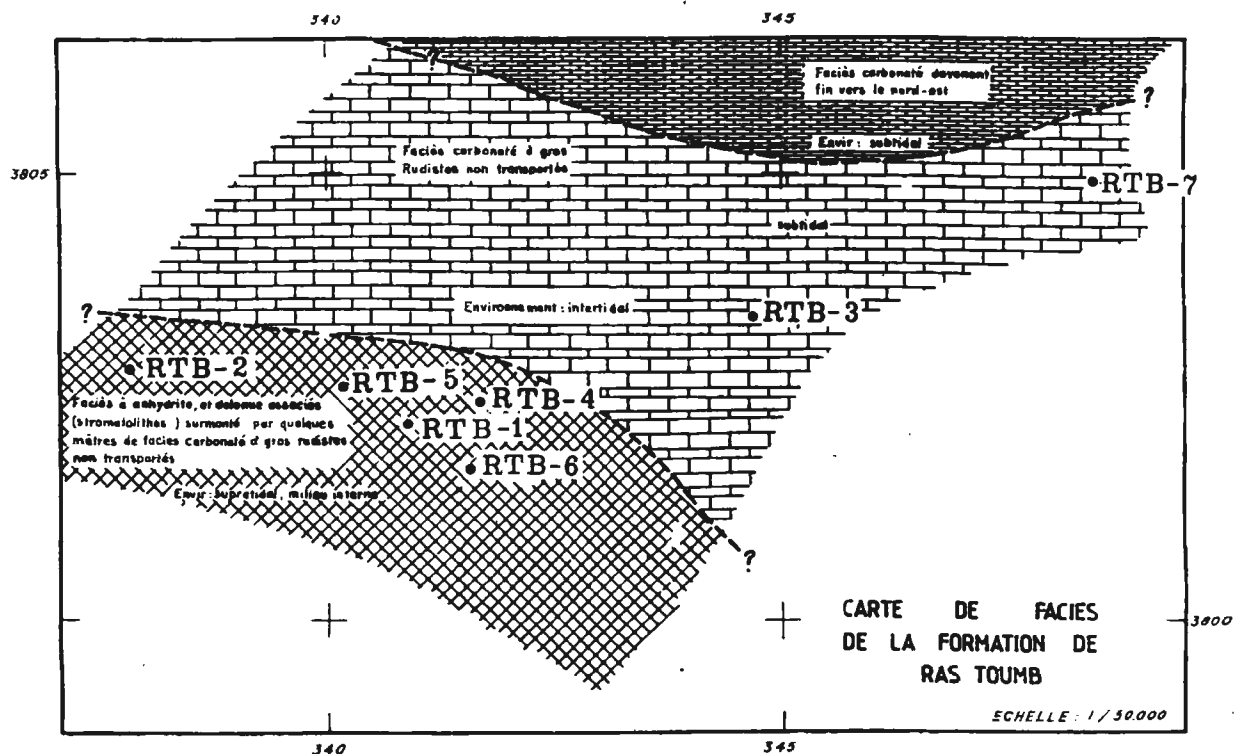 340 345
Faciès carbonaté devenant
fin vers le nord-est
?
?
Envir : subtidal
Faciès carbonaté à gros
Rudistes non transportés
3805
RTB-7
subtidal
Environnement : intertidal
RTB-3
?
RTB-2
RTB-5
RTB-4
Faciès à anhydrite, et dolomie associés
(stromatolithes) surmonté par quelques
mètres de facies carbonaté à gros rudistes
non transportés
RTB-1
RTB-6
Envir : supratidal, milieu interne
?
CARTE DE FACIES
DE LA FORMATION DE
RAS TOUMB
3800
ECHELLE : 1 / 50.000
340 345